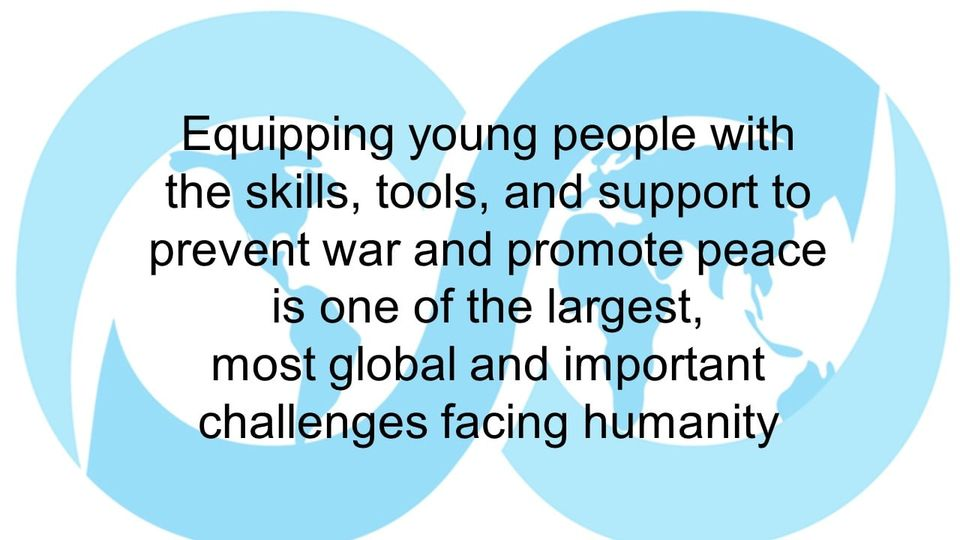 Equipping young people with
the skills, tools, and support to
prevent war and promote peace
is one of the largest,
most global and important
challenges facing humanity